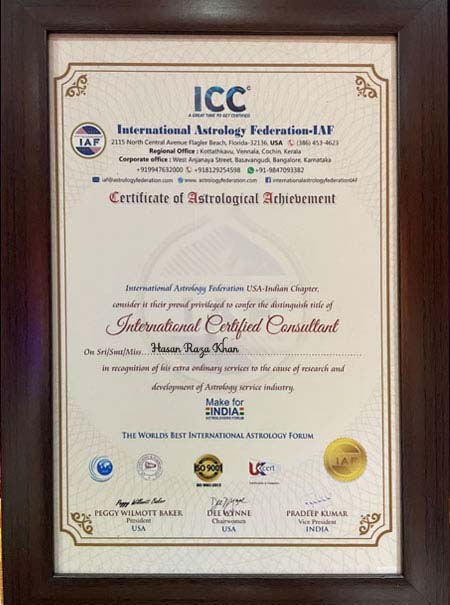 ICC
A GREAT TIME TO GET CERTIFIED
International Astrology Federation-IAF
IAF
2115 North Central Avenue Flagler Beach, Florida-32136, USA (386) 453-4623
Regional Office : Kottathkavu, Vennala, Cochin, Kerala
Corporate office : West Anjanaya Street, Basavangudi, Bangalore, Karnataka
+919947632000 +918129254598 +91-9847093382
iaf@astrologyfederation.com www.astrologyfederation.com internationalastrologyfederationIAF
Certificate of Astrological Achievement
International Astrology Federation USA-Indian Chapter,
consider it their proud privileged to confer the distinguish title of
International Certified Consultant
On Sri/Smt/Miss....Hasan Raza Khan
in recognition of his extra ordinary services to the cause of research and
development of Astrology service industry.
Make for
INDIA
ASTROLOGERS FORUM
THE WORLDS BEST INTERNATIONAL ASTROLOGY FORUM
ISO 9001
UKcert
IAF
PEGGY WILMOTT BAKER
President
USA
DEE WYNNE
Chairwomen
USA
PRADEEP KUMAR
Vice President
INDIA